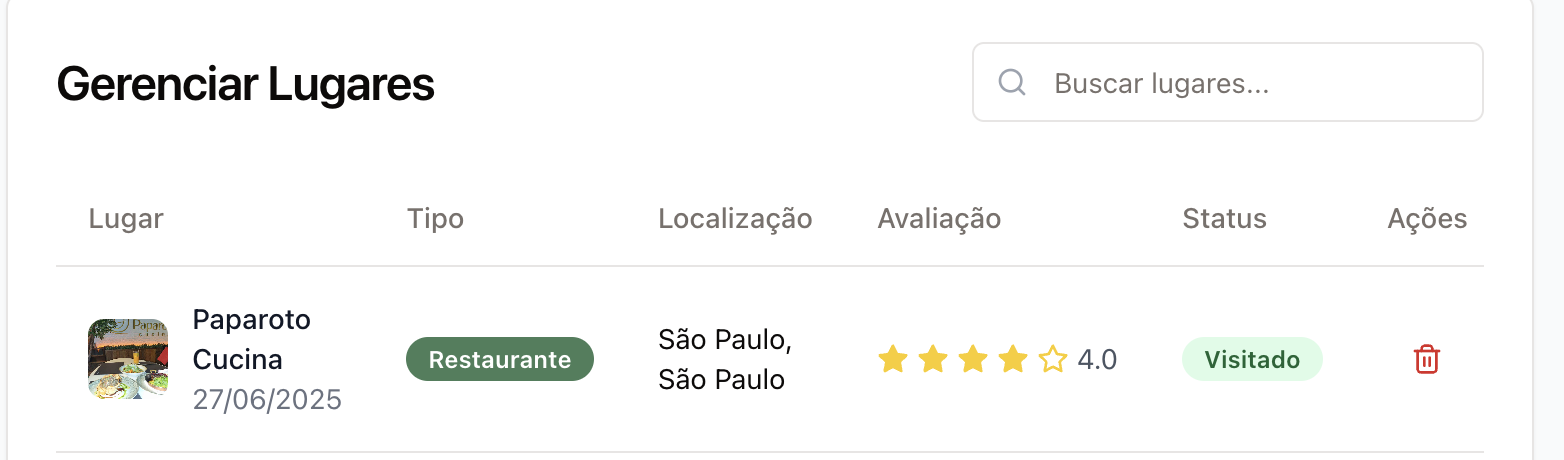 Gerenciar Lugares
Buscar lugares...
Lugar Tipo Localização Avaliação Status Ações
Paparoto
Cucina
27/06/2025
Restaurante
São Paulo,
São Paulo
4.0
Visitado